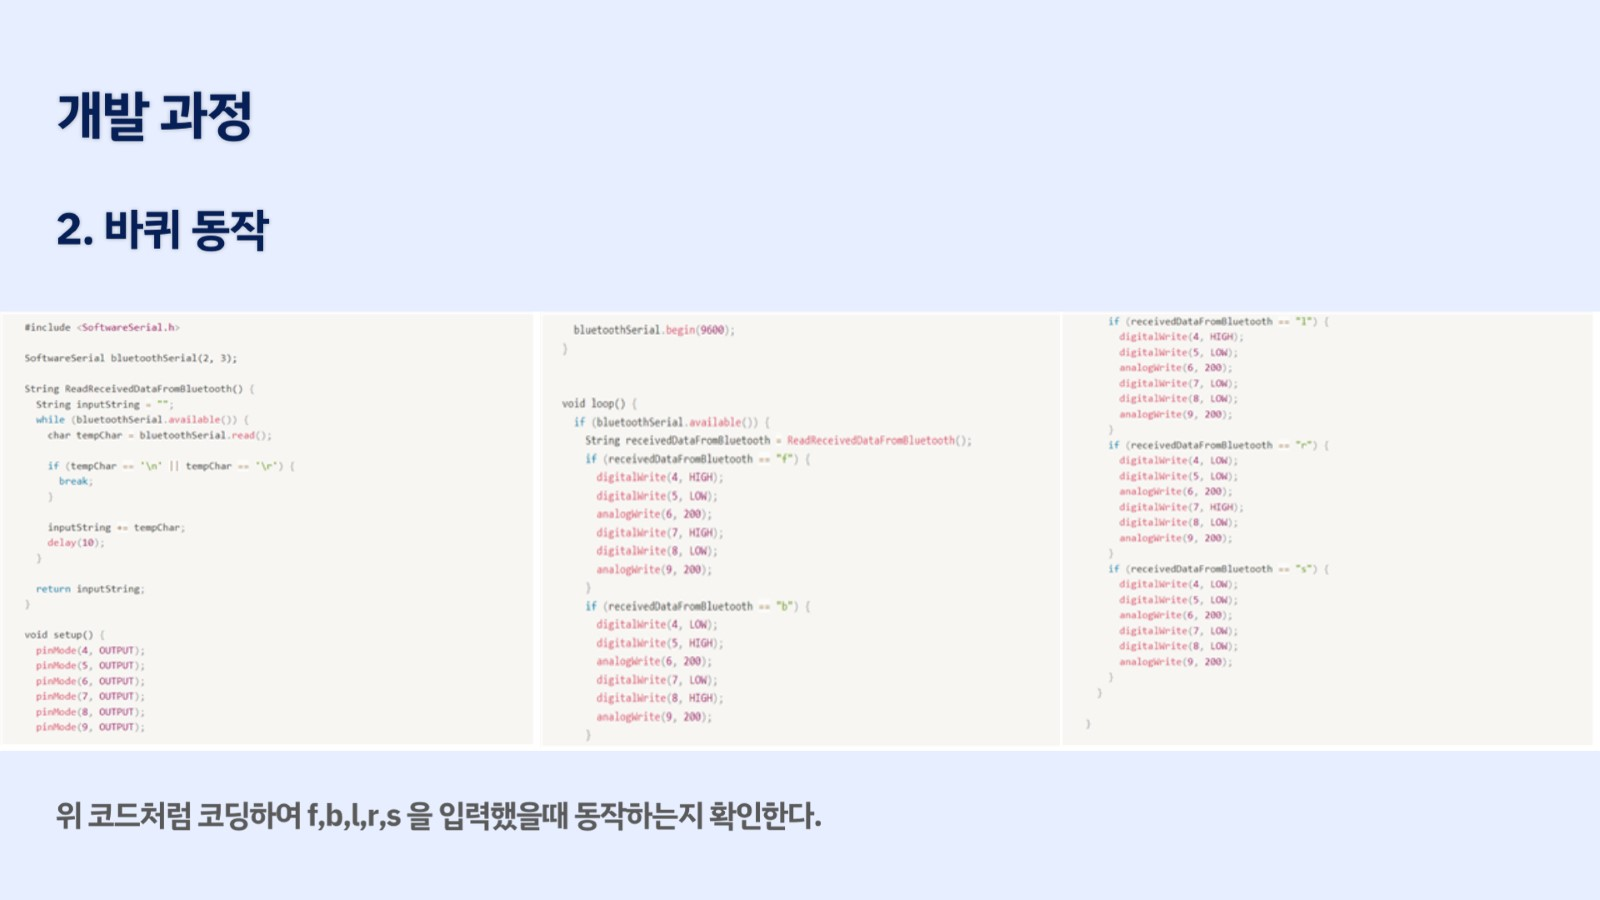 개발 과정
2. 바퀴 동작
#include <SoftwareSerial.h>
SoftwareSerial bluetoothSerial(2, 3);
String ReadReceivedDataFromBluetooth() {
String inputString = "";
while (bluetoothSerial.available()) {
char tempChar = bluetoothSerial.read();
if (tempChar == '\n' || tempChar == '\r') {
break;
}
inputString += tempChar;
delay(10);
}
return inputString;
}
void setup() {
pinMode(4, OUTPUT);
pinMode(5, OUTPUT);
pinMode(6, OUTPUT);
pinMode(7, OUTPUT);
pinMode(8, OUTPUT);
pinMode(9, OUTPUT);
bluetoothSerial.begin(9600);
}
void loop() {
if (bluetoothSerial.available()) {
String receivedDataFromBluetooth = ReadReceivedDataFromBluetooth();
if (receivedDataFromBluetooth == "f") {
digitalWrite(4, HIGH);
digitalWrite(5, LOW);
analogWrite(6, 200);
digitalWrite(7, HIGH);
digitalWrite(8, LOW);
analogWrite(9, 200);
}
if (receivedDataFromBluetooth == "b") {
digitalWrite(4, LOW);
digitalWrite(5, HIGH);
analogWrite(6, 200);
digitalWrite(7, LOW);
digitalWrite(8, HIGH);
analogWrite(9, 200);
}
if (receivedDataFromBluetooth == "l") {
digitalWrite(4, HIGH);
digitalWrite(5, LOW);
analogWrite(6, 200);
digitalWrite(7, LOW);
digitalWrite(8, LOW);
analogWrite(9, 200);
}
if (receivedDataFromBluetooth == "r") {
digitalWrite(4, LOW);
digitalWrite(5, LOW);
analogWrite(6, 200);
digitalWrite(7, HIGH);
digitalWrite(8, LOW);
analogWrite(9, 200);
}
if (receivedDataFromBluetooth == "s") {
digitalWrite(4, LOW);
digitalWrite(5, LOW);
analogWrite(6, 200);
digitalWrite(7, LOW);
digitalWrite(8, LOW);
analogWrite(9, 200);
}
}
}
위 코드처럼 코딩하여 f,b,l,r,s 을 입력했을때 동작하는지 확인한다.